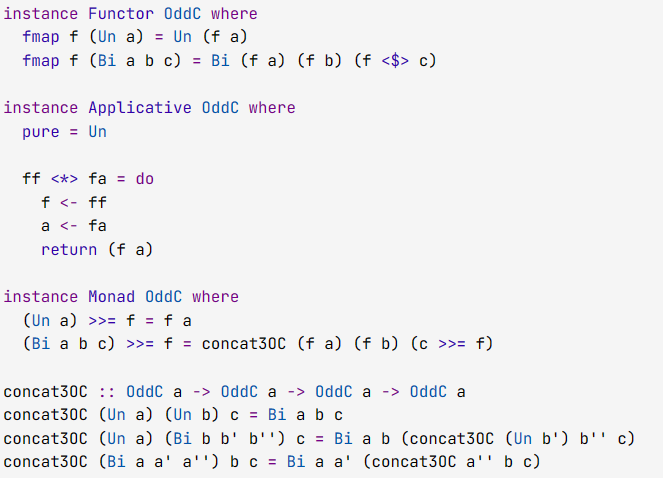 instance Functor OddC where
  fmap f (Un a) = Un (f a)
  fmap f (Bi a b c) = Bi (f a) (f b) (f <$> c)

instance Applicative OddC where
  pure = Un

  ff <*> fa = do
    f <- ff
    a <- fa
    return (f a)

instance Monad OddC where
  (Un a) >>= f = f a
  (Bi a b c) >>= f = concat3OC (f a) (f b) (c >>= f)

concat3OC :: OddC a -> OddC a -> OddC a -> OddC a
concat3OC (Un a) (Un b) c = Bi a b c
concat3OC (Un a) (Bi b b' b'') c = Bi a b (concat3OC (Un b') b'' c)
concat3OC (Bi a a' a'') b c = Bi a a' (concat3OC a'' b c)